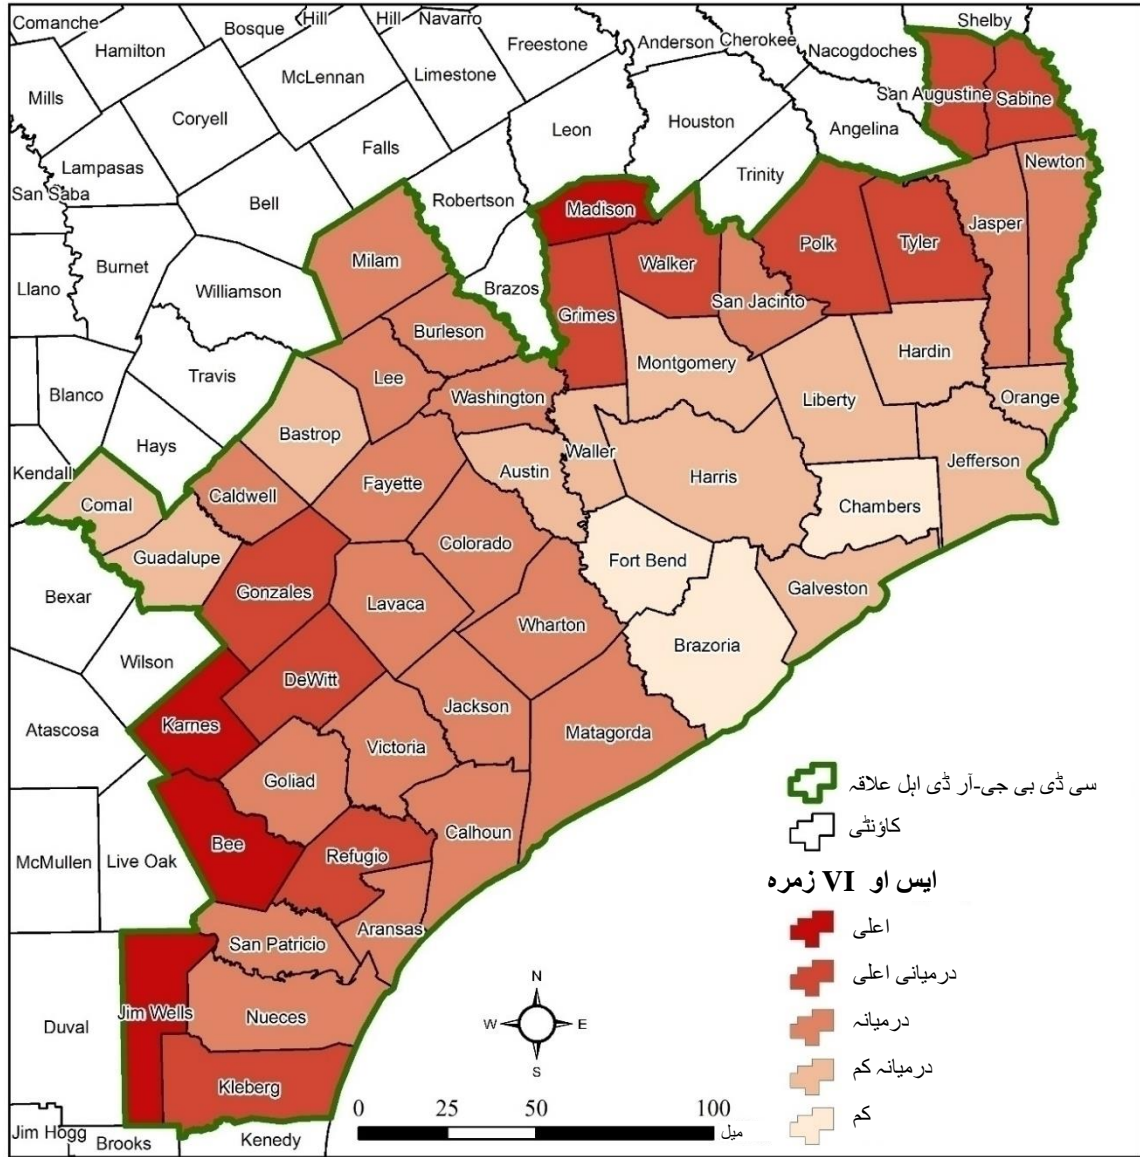 Comanche
Hill
Hill
Navarro
Shelby
Hamilton
Bosque
Freestone
Anderson
Cherokee
Nacogdoches
McLennan
Limestone
Mills
San Augustine
Sabine
Coryell
Leon
Houston
Angelina
Falls
Lampasas
Newton
Trinity
San Saba
Bell
Robertson
Madison
Jasper
Polk
Tyler
Milam
Walker
Burnet
Llano
Williamson
Brazos
San Jacinto
Grimes
Burleson
Montgomery
Hardin
Travis
Lee
Blanco
Washington
Liberty
Orange
Bastrop
Hays
Waller
Austin
Jefferson
Kendall
Harris
Fayette
Caldwell
Comal
Chambers
Colorado
Guadalupe
Fort Bend
Galveston
Gonzales
Bexar
Lavaca
Wharton
Brazoria
Wilson
DeWitt
Jackson
Karnes
Atascosa
Matagorda
Victoria
Goliad
سی ڈی بی جی-آر ڈی اہل علاقہ
کاؤنٹی
Calhoun
Bee
Refugio
McMullen
Live Oak
ایس او VI زمرہ
اعلی
Aransas
San Patricio
درمیانی اعلی
Jim Wells
Nueces
Duval
درمیانہ
N
W E
S
درمیانہ کم
Kleberg
0 25 50 100
میل
کم
Jim Hogg
Brooks
Kenedy